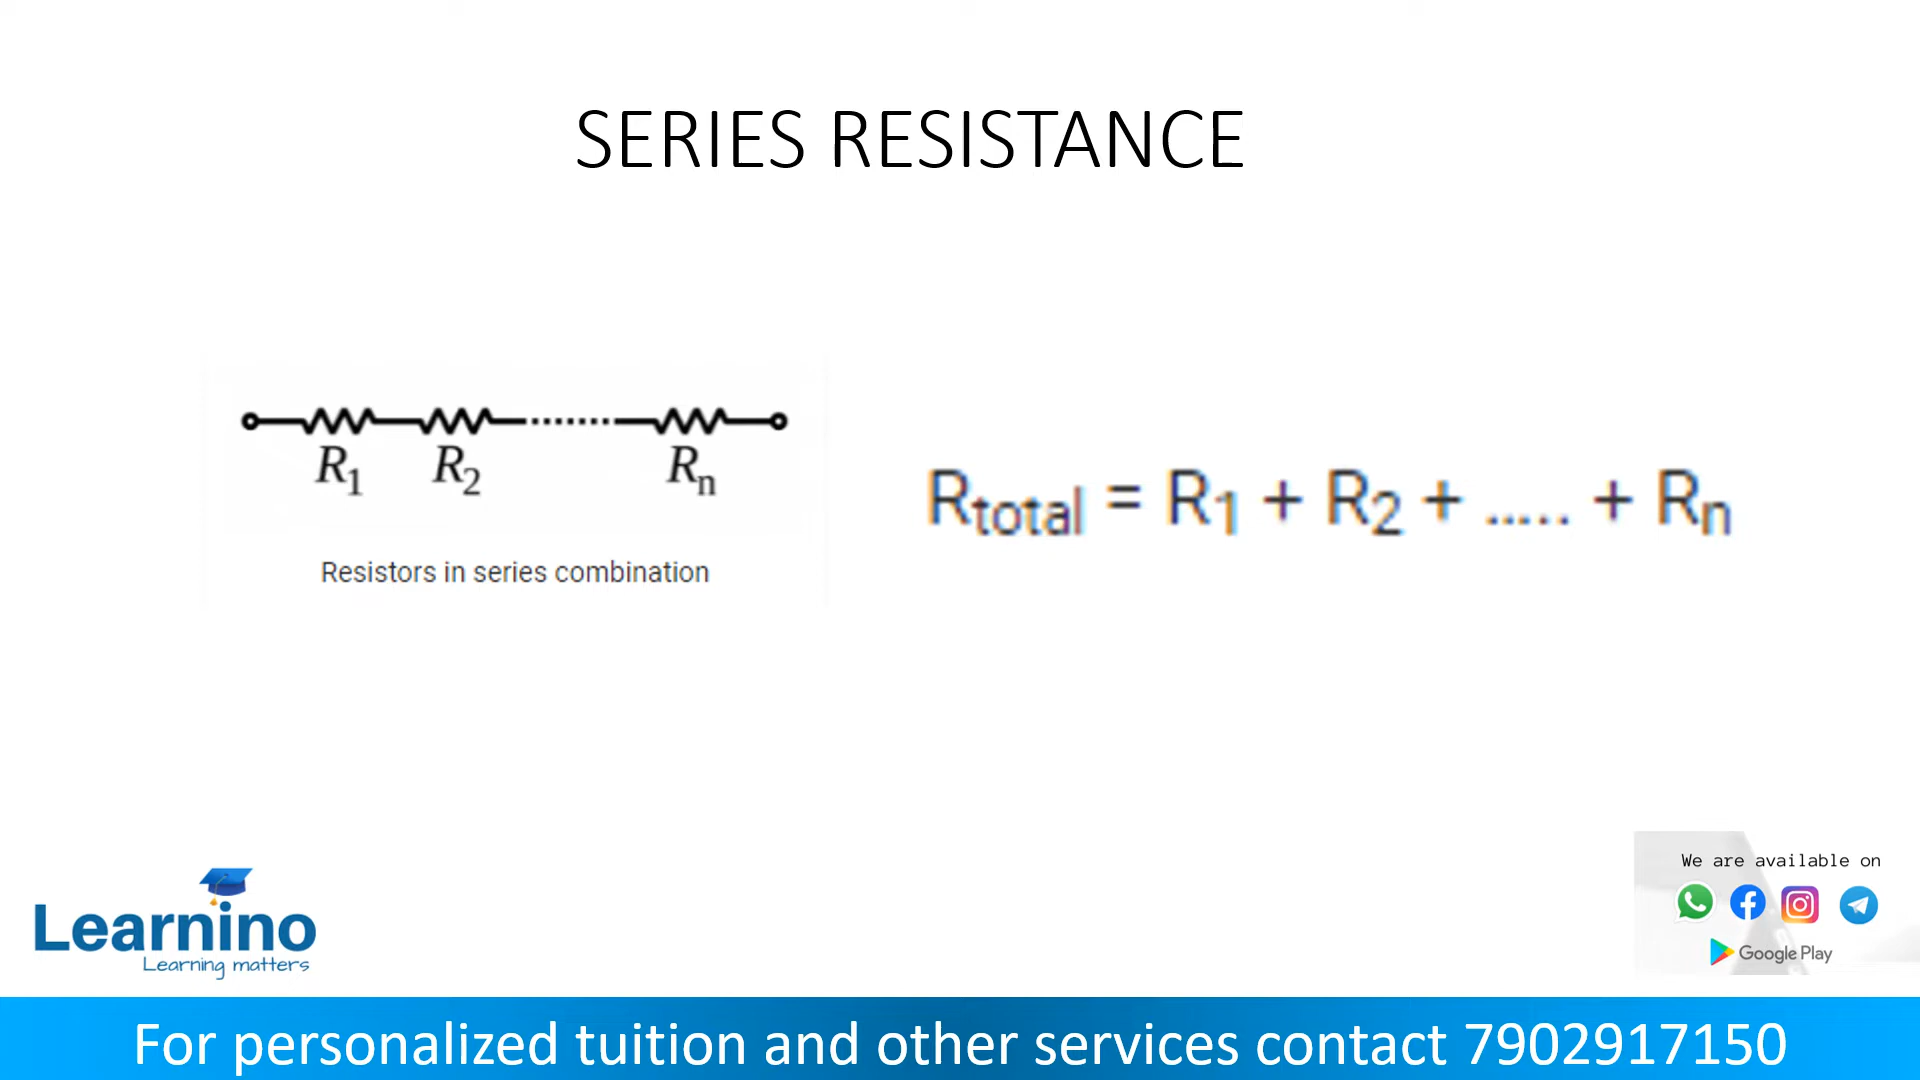 SERIES RESISTANCE
R1 R2 Rn
Resistors in series combination
Rtotal = R1 + R2 + ..... + Rn
We are available on
Google Play
Learnino
Learning matters
For personalized tuition and other services contact 7902917150